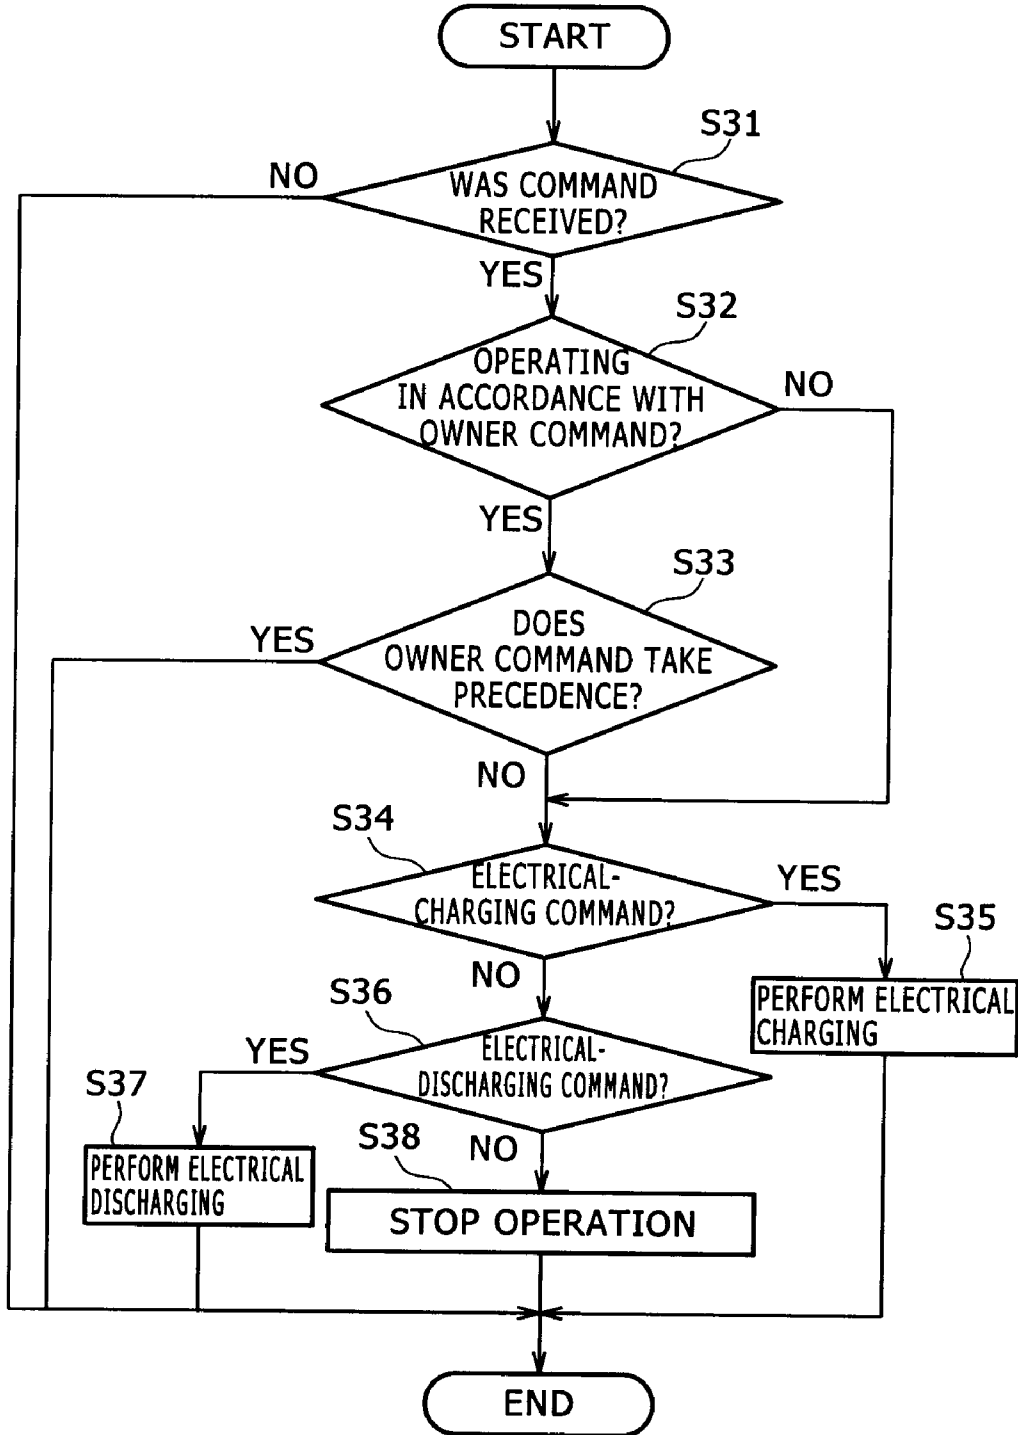 START
S31
NO
WAS COMMAND
RECEIVED?
YES
S32
OPERATING
IN ACCORDANCE WITH
OWNER COMMAND?
NO
YES
S33
DOES
OWNER COMMAND TAKE
PRECEDENCE?
YES
NO
S34
ELECTRICAL-
CHARGING COMMAND?
YES
S35
NO
PERFORM ELECTRICAL
CHARGING
S36
ELECTRICAL-
DISCHARGING COMMAND?
YES
S37
NO
S38
PERFORM ELECTRICAL
DISCHARGING
STOP OPERATION
END